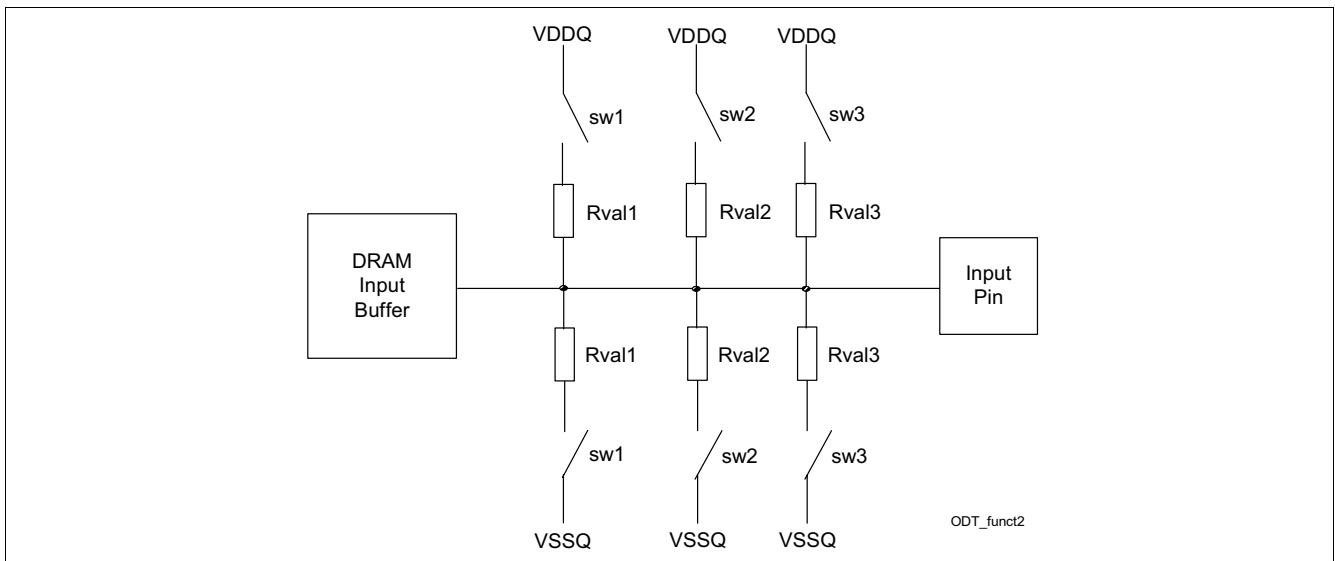 VDDQ VDDQ VDDQ
sw1 sw2 sw3
Rval1 Rval2 Rval3
DRAM
Input
Buffer
Input
Pin
Rval1 Rval2 Rval3
sw1 sw2 sw3
ODT_funct2
VSSQ VSSQ VSSQ